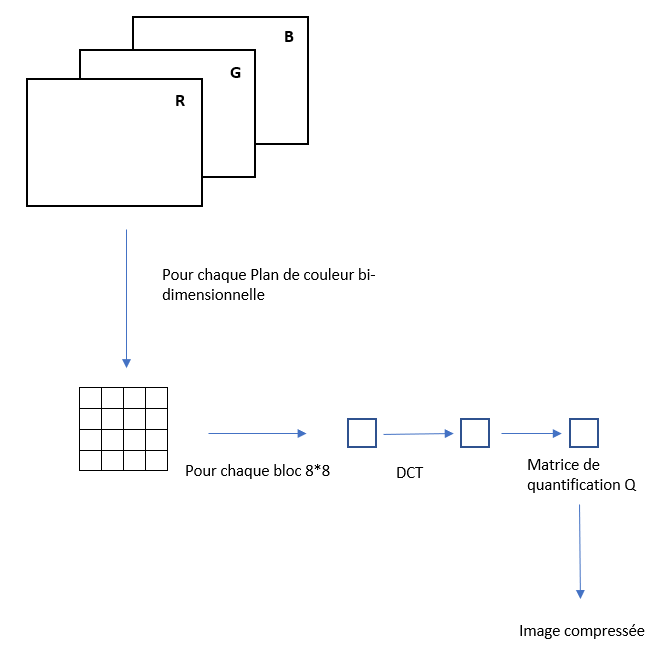 B
G
R
Pour chaque Plan de couleur bi-
dimensionnelle
Pour chaque bloc 8*8
DCT
Matrice de
quantification Q
Image compressée